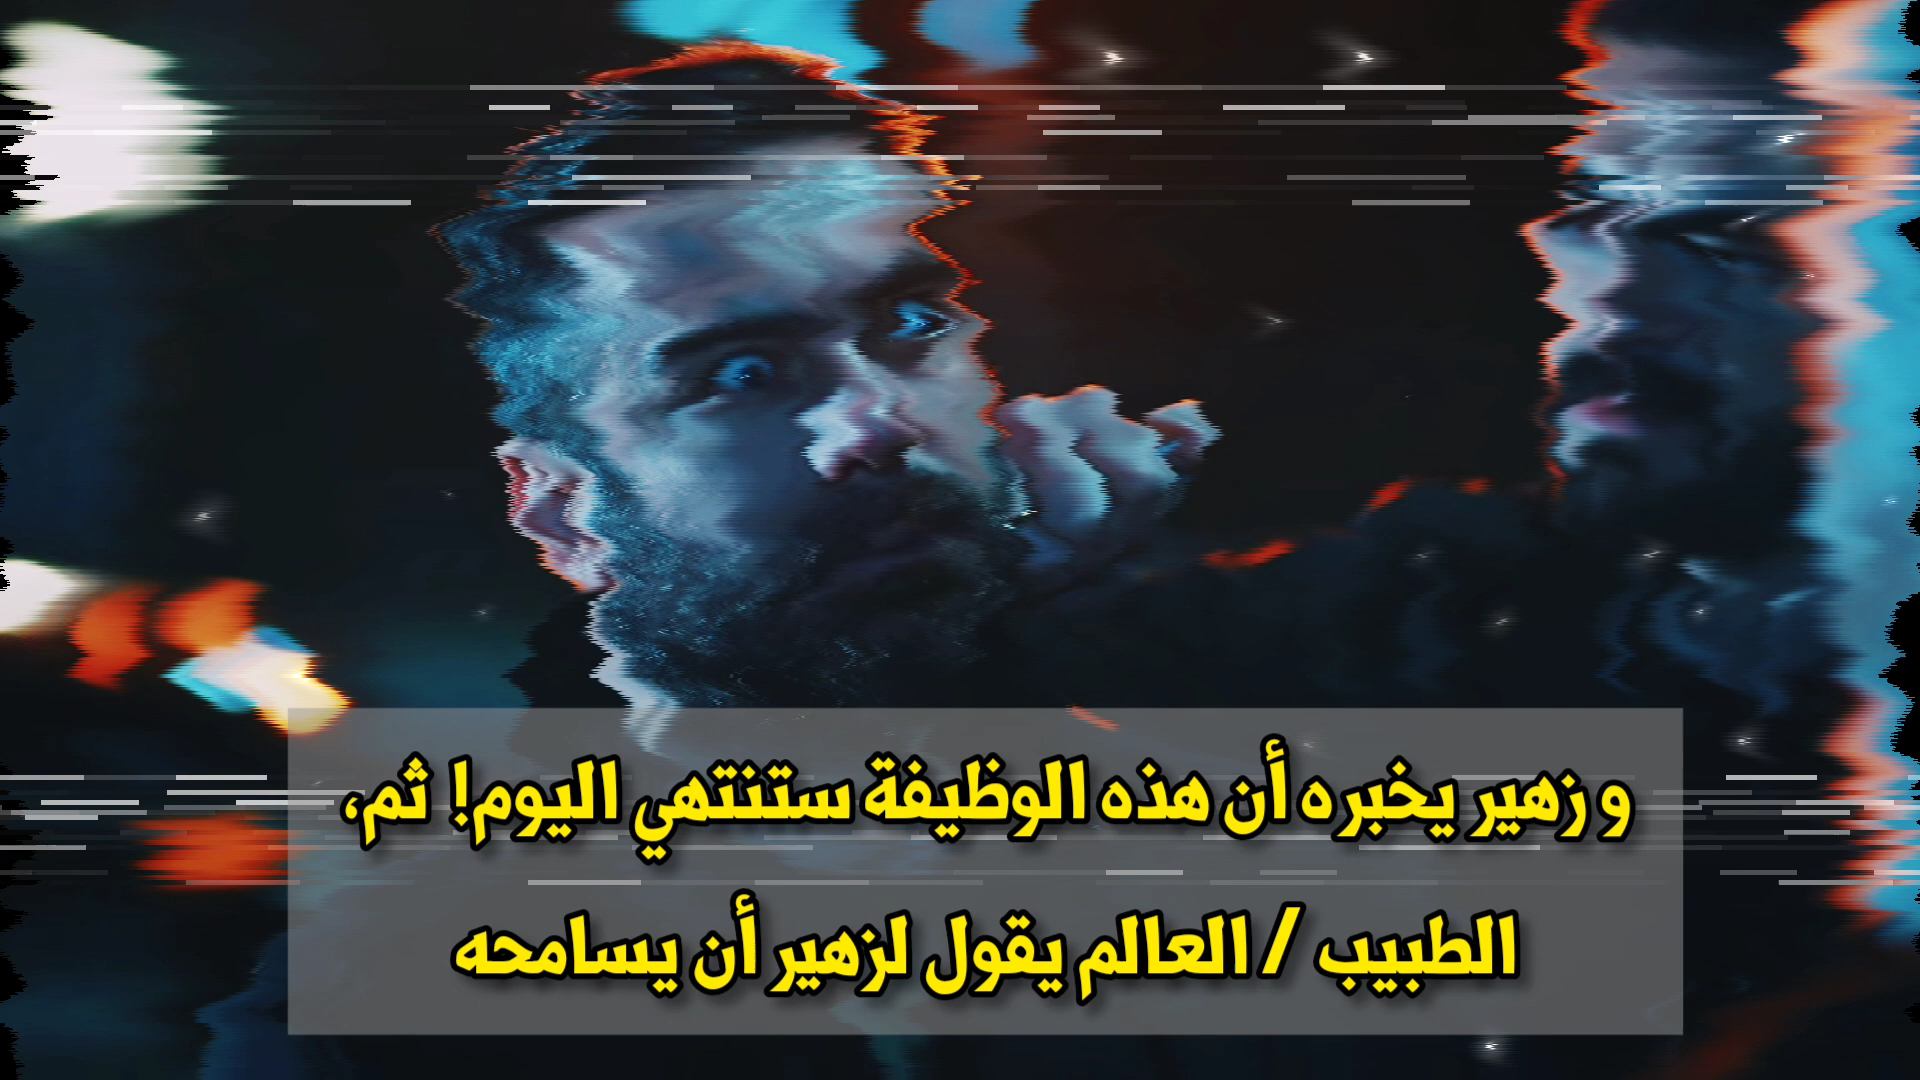 و زهير يخبره أن هذه الوظيفة ستنتهي اليوم! ثم،
الطبيب / العالم يقول لزهير أن يسامحه